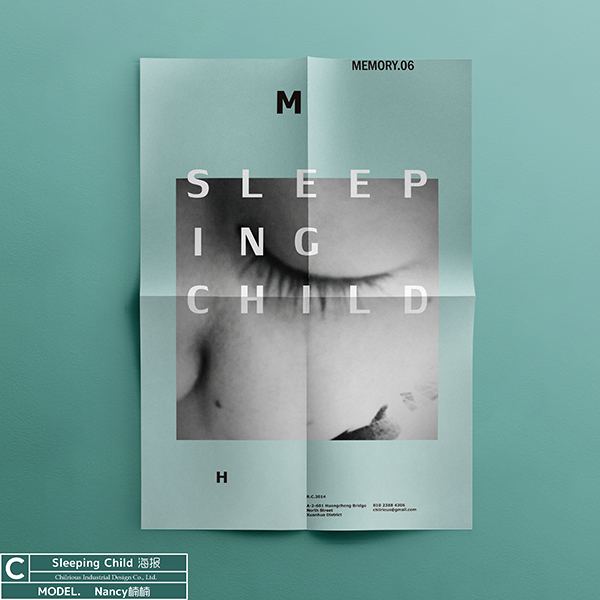 MEMORY.06
M
SLEEP
ING
CHILD
H
R.C.2014
A-2-601 Huangcheng Bridge
North Street
Xuanhua District
010 2388 4306
chilrious@gmail.com
C
Sleeping Child 海报
Chilrious Industrial Design Co., Ltd.
MODEL. Nancy楠楠